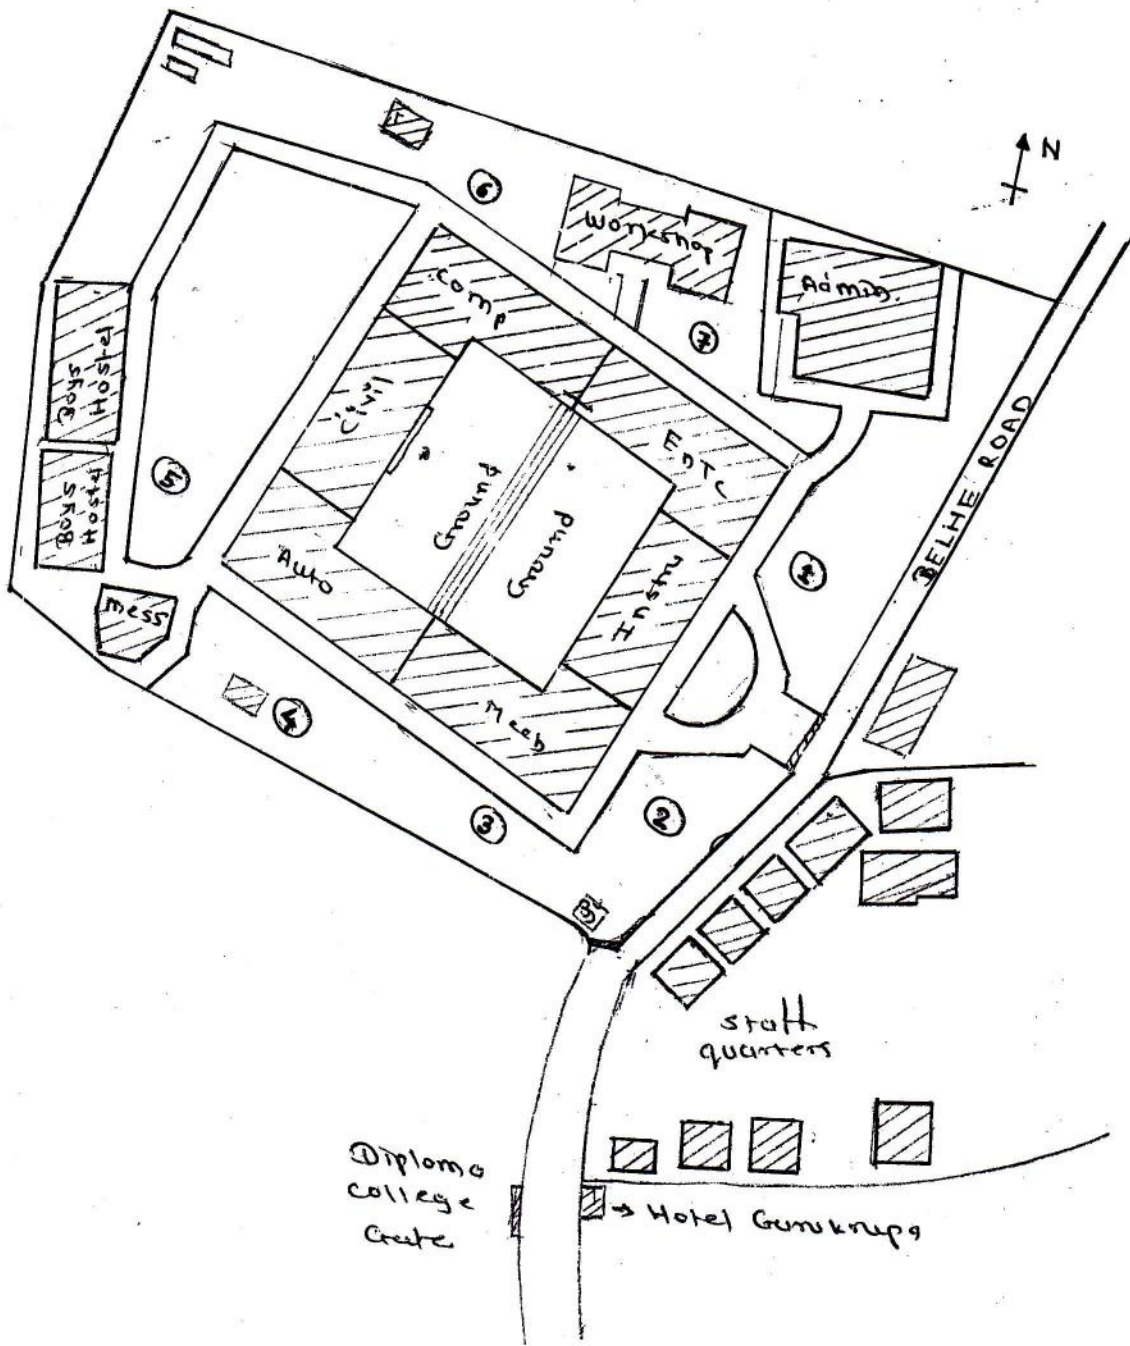 N
6
Workshop
Admin.
Comp
7
Boys
Hostel
Civil
EnTc
BELHE ROAD
Boys
Hostel
5
Ground
Ground
1
Auto
Instru
mess
4
Mech
3
2
staff
quarters
Diploma
college
Gate
→ Hotel Gurukrupa